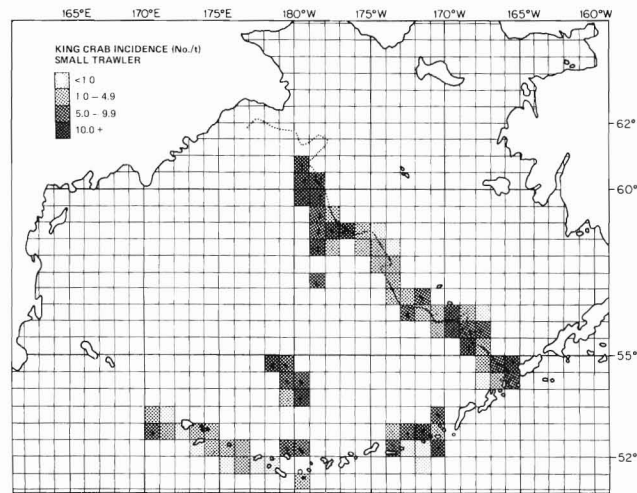 165°E 170°E 175°E 180°W 175°W 170°W 165°W 160°W
KING CRAB INCIDENCE (No./t)
SMALL TRAWLER
<1.0
1.0 – 4.9
5.0 – 9.9
10.0 +
62°
60°
55°
52°